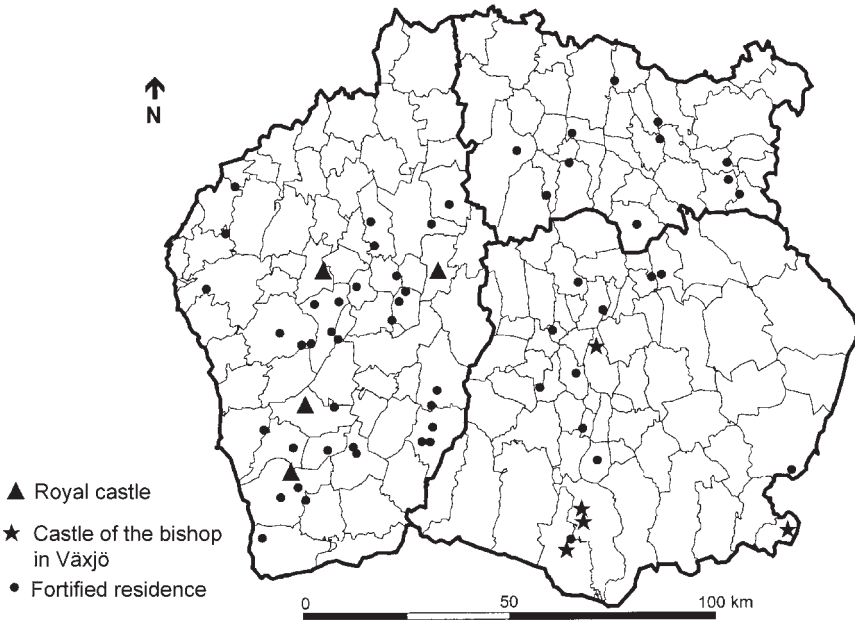 N
Royal castle
Castle of the bishop
in Växjö
Fortified residence
0 50 100 km